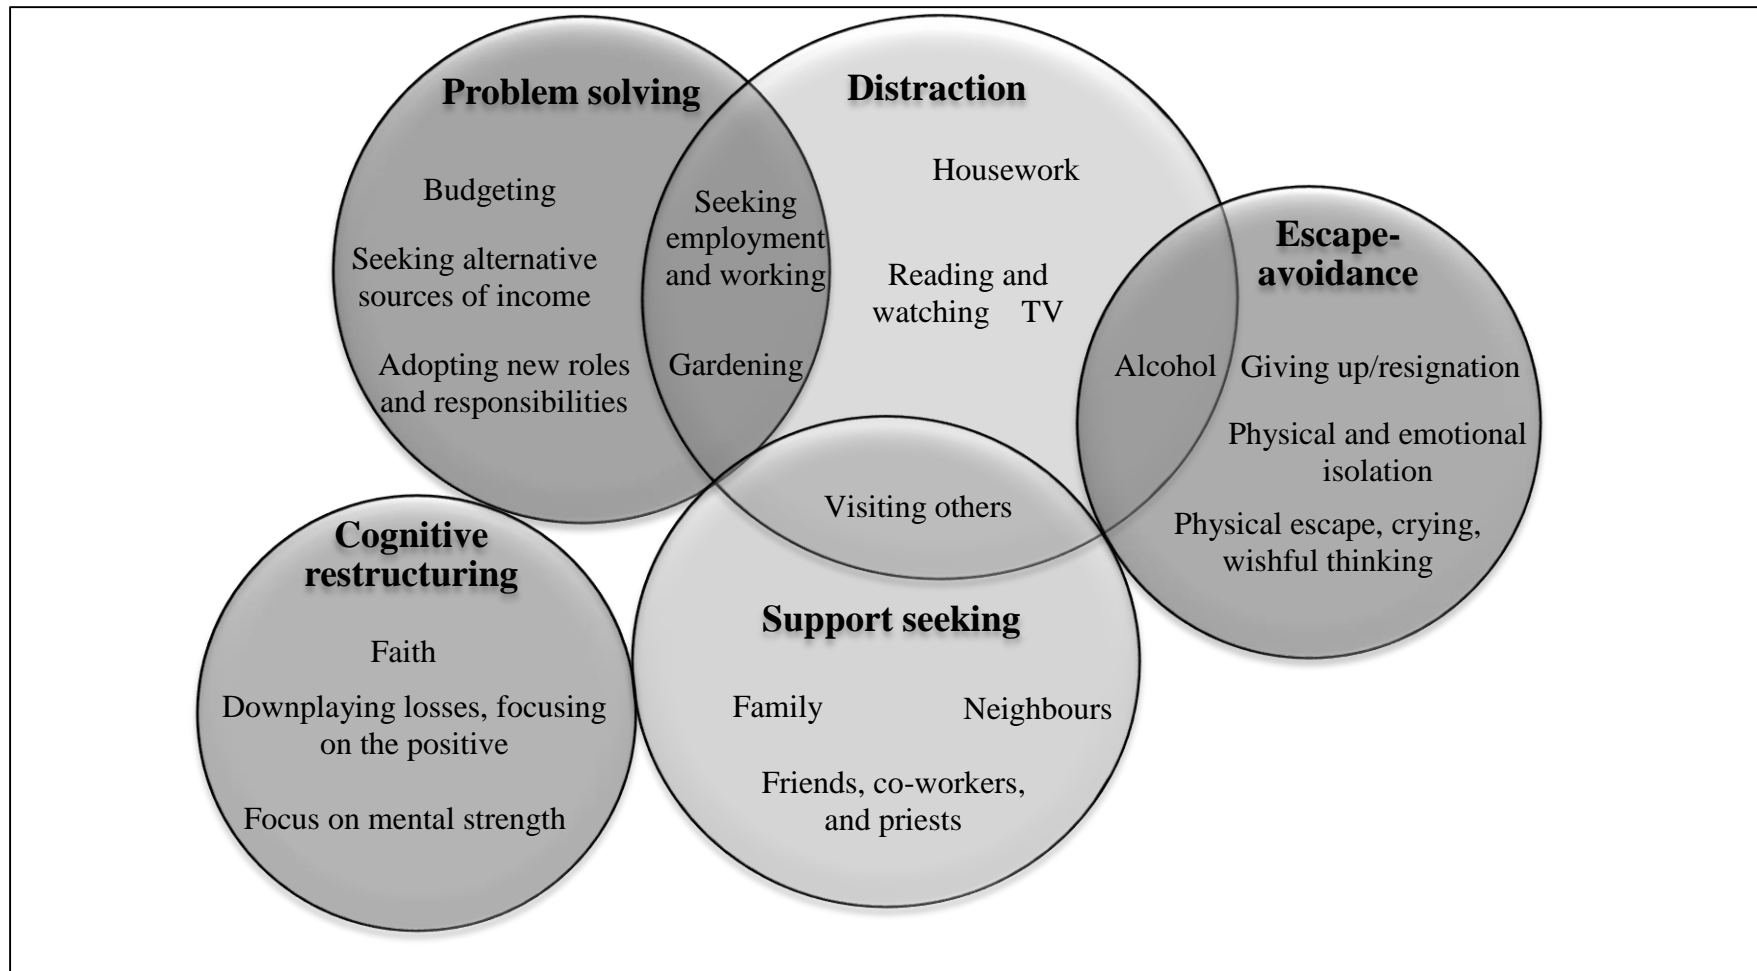 Problem solving
Budgeting
Seeking alternative
sources of income
Adopting new roles
and responsibilities
Seeking
employment
and working
Gardening
Distraction
Housework
Reading and
watching TV
Escape-
avoidance
Alcohol
Giving up/resignation
Physical and emotional
isolation
Physical escape, crying,
wishful thinking
Visiting others
Cognitive
restructuring
Faith
Downplaying losses, focusing
on the positive
Focus on mental strength
Support seeking
Family
Neighbours
Friends, co-workers,
and priests